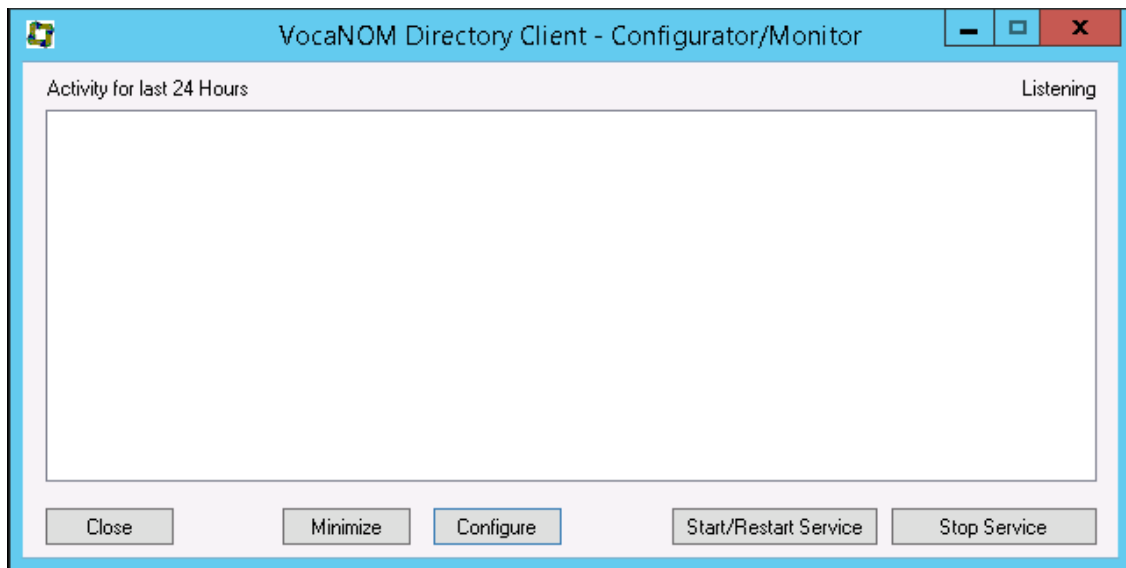 VocaNOM Directory Client - Configurator/Monitor
Activity for last 24 Hours Listening
Close Minimize Configure Start/Restart Service Stop Service